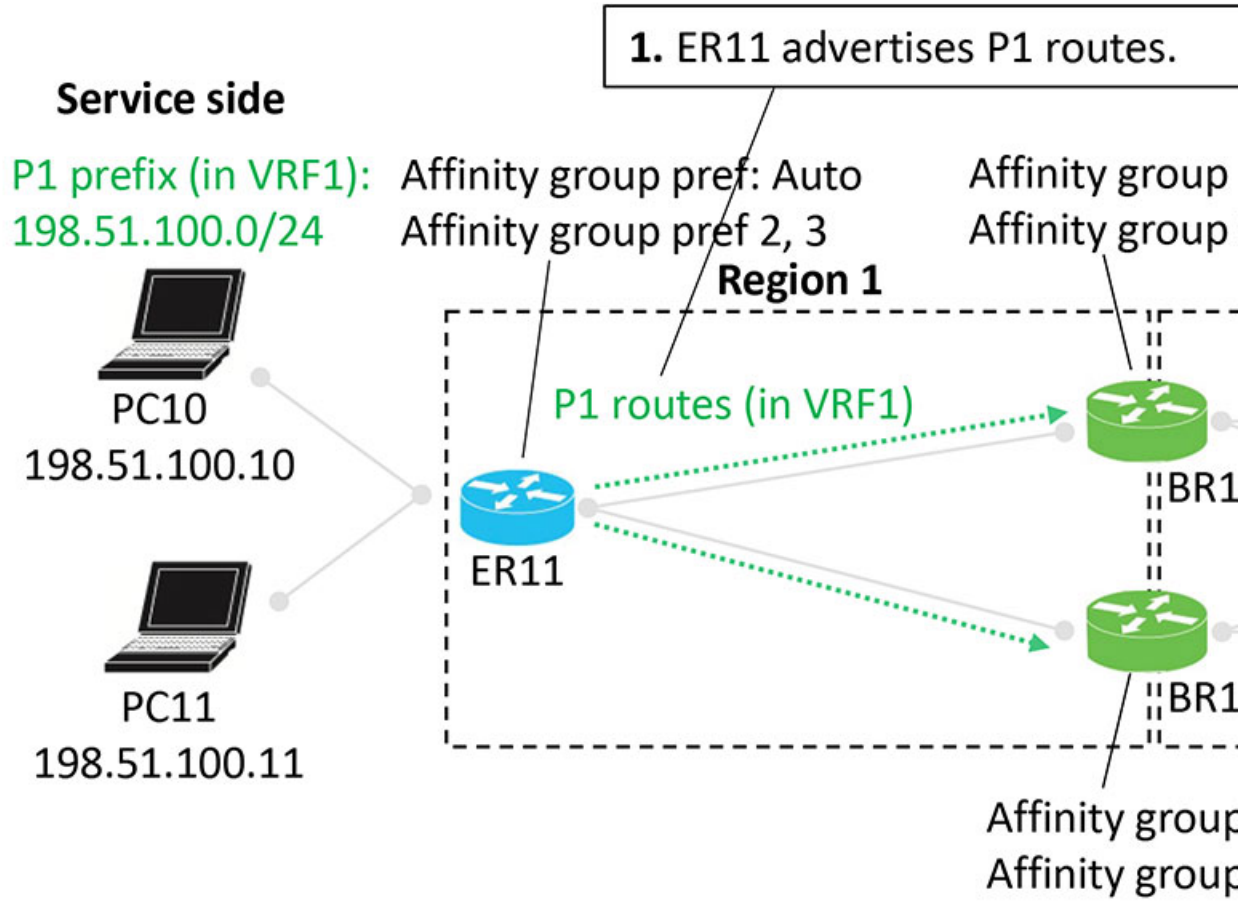 1. ER11 advertises P1 routes.
Service side
P1 prefix (in VRF1):
198.51.100.0/24
Affinity group pref: Auto
Affinity group pref 2, 3
Affinity group
Affinity group
Region 1
PC10
198.51.100.10
P1 routes (in VRF1)
BR1
ER11
PC11
198.51.100.11
BR1
Affinity group
Affinity group